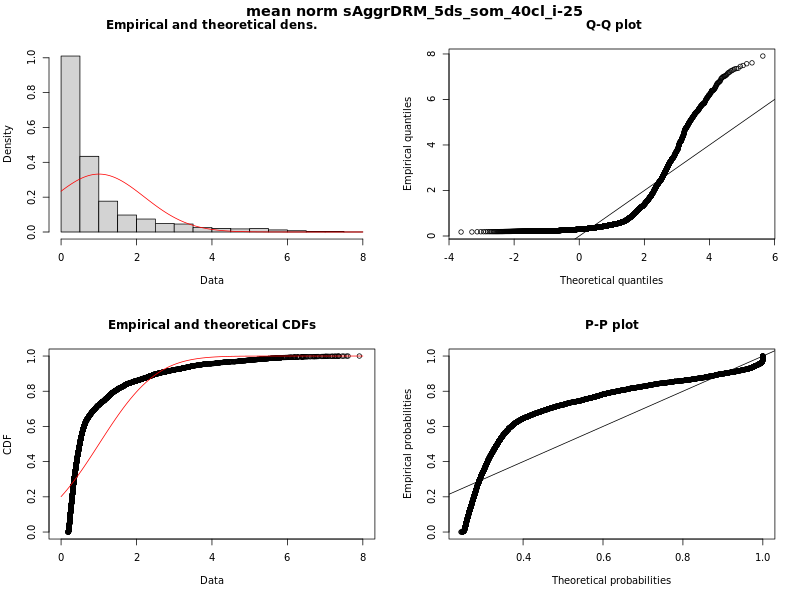 mean norm sAggrDRM_5ds_som_40cl_i-25
Empirical and theoretical dens.
Density
0.0 0.2 0.4 0.6 0.8 1.0
0 2 4 6 8
Data
Q-Q plot
Empirical quantiles
0 2 4 6 8
-4 -2 0 2 4 6
Theoretical quantiles
Empirical and theoretical CDFs
CDF
0.0 0.2 0.4 0.6 0.8 1.0
0 2 4 6 8
Data
P-P plot
Empirical probabilities
0.0 0.2 0.4 0.6 0.8 1.0
0.4 0.6 0.8 1.0
Theoretical probabilities